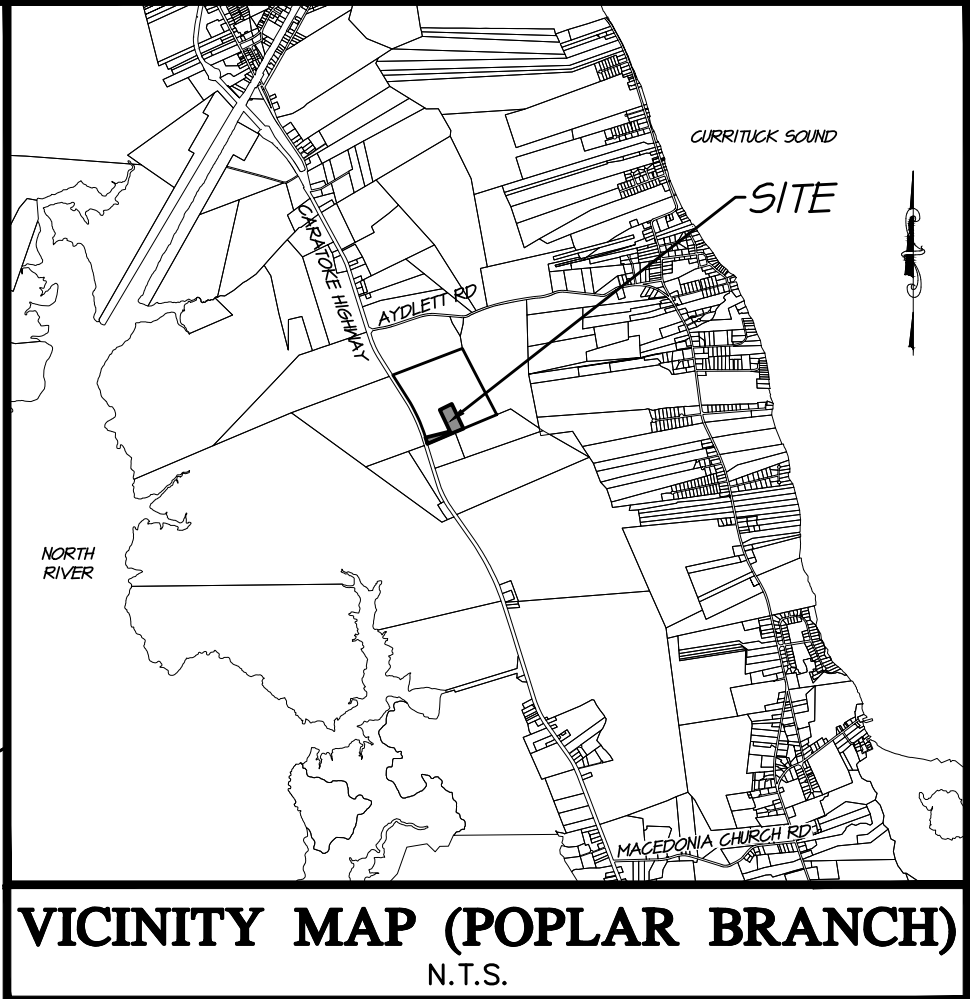 CURRITUCK SOUND
SITE
CARATOKE HIGHWAY
AYDLETT RD
NORTH
RIVER
MACEDONIA CHURCH RD
VICINITY MAP (POPLAR BRANCH)
N.T.S.